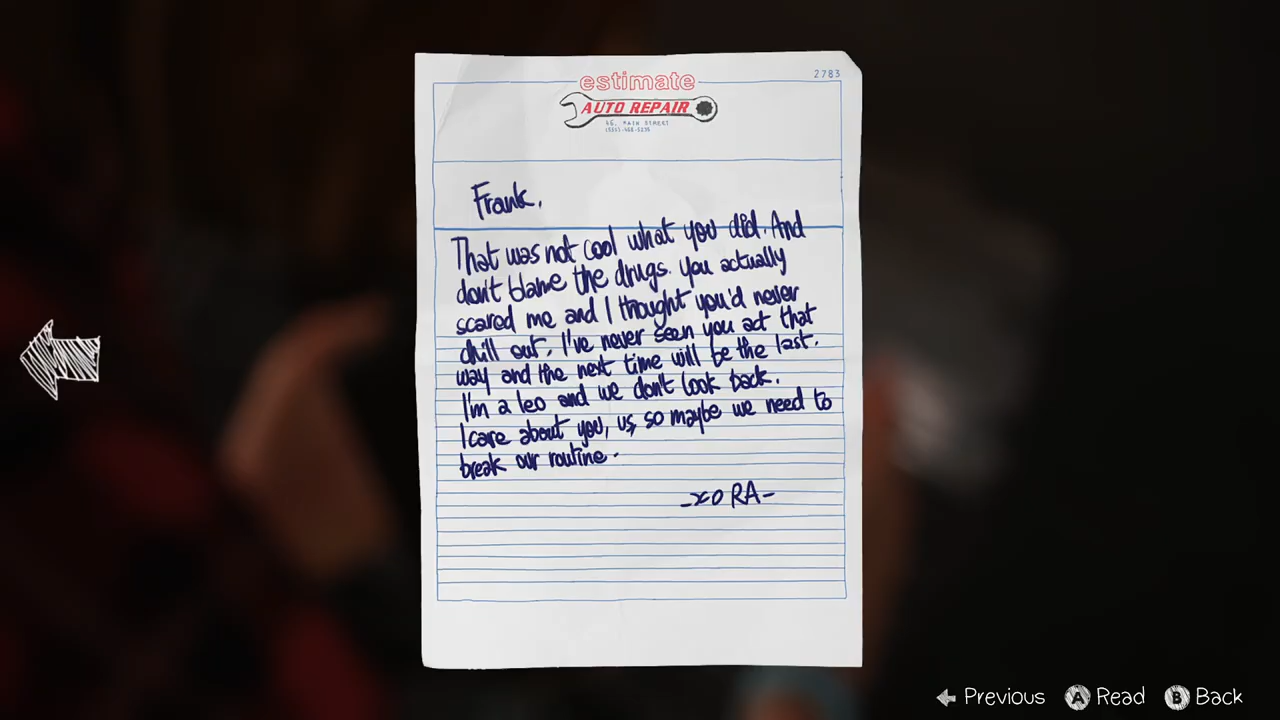 2783
estimate
AUTO REPAIR
46, MAIN STREET
Frank,
That was not cool what you did. And
don't blame the drugs. You actually
scared me and I thought you'd never
chill out. I've never seen you act that
way and the next time will be the last.
I'm a leo and we don't look back.
I care about you, us, so maybe we need to
break our routine.
-xo RA-
Previous
A Read
B Back